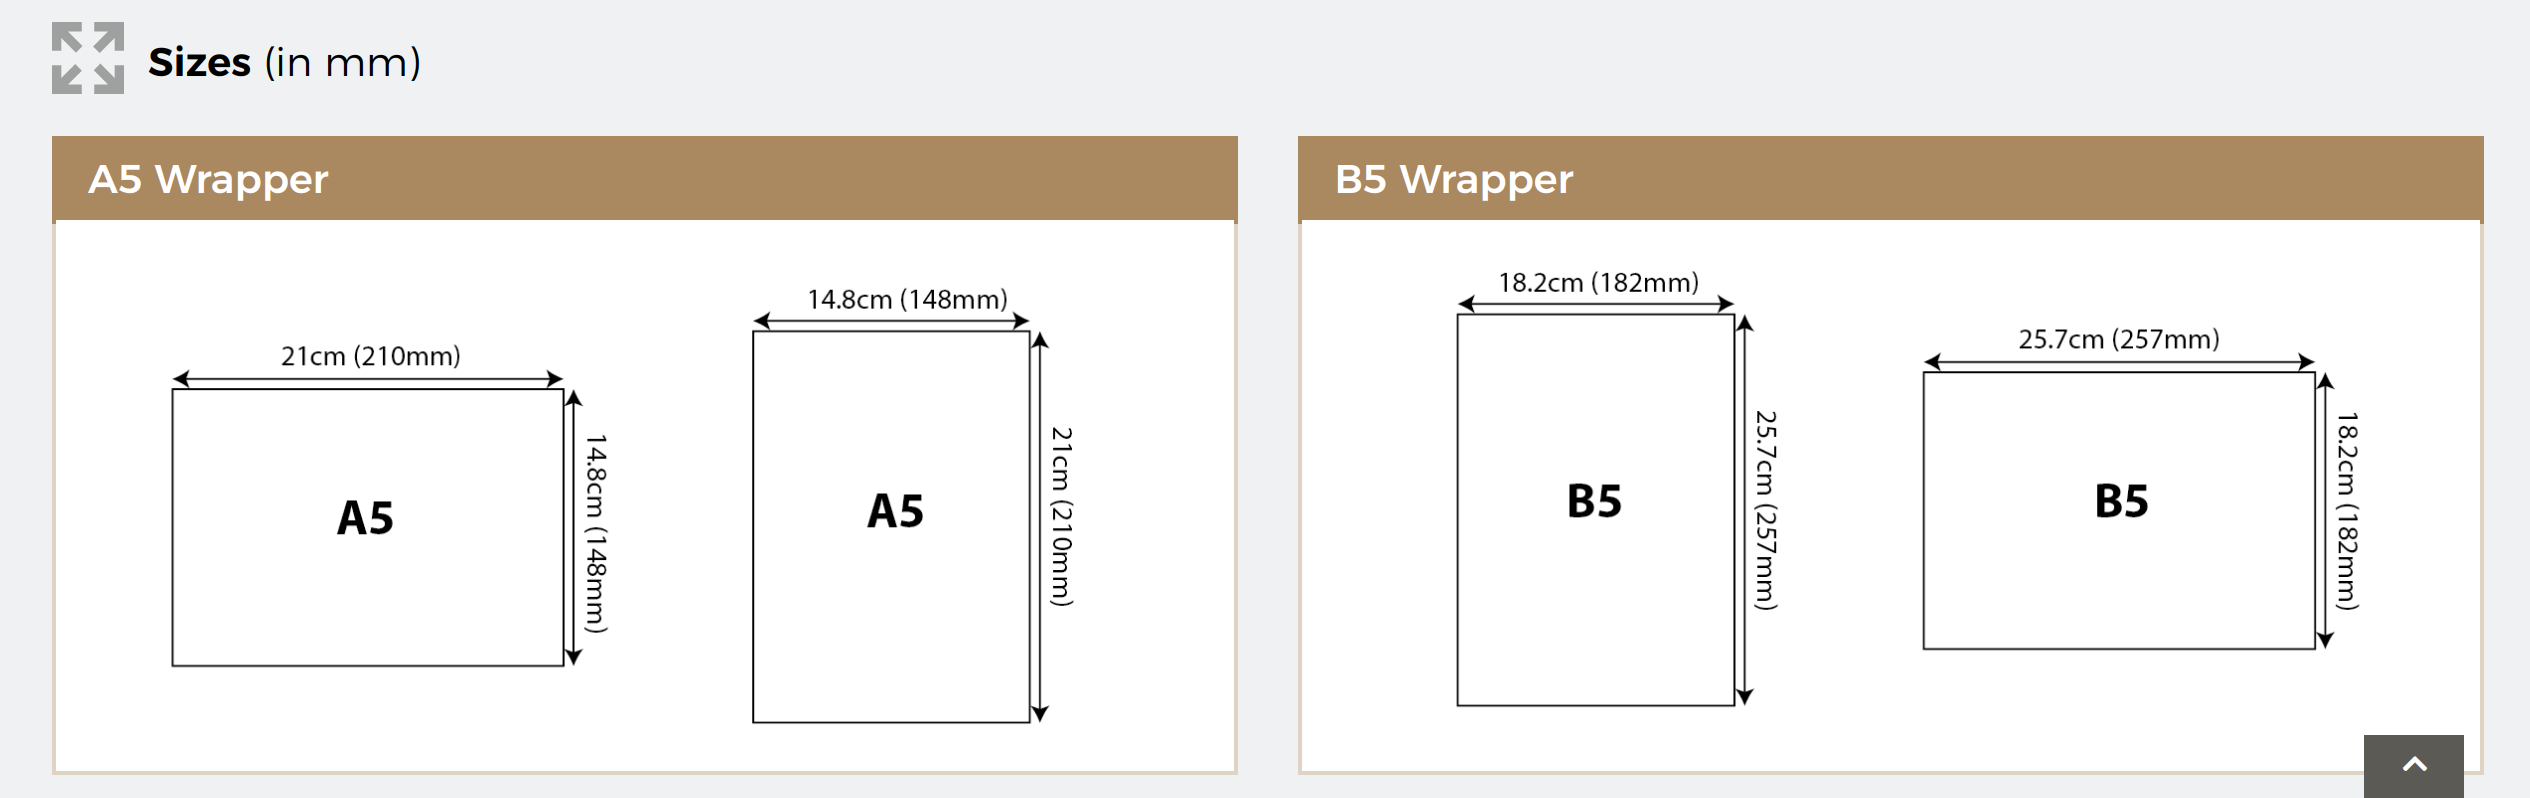 Sizes (in mm)
A5 Wrapper
21cm (210mm)
14.8cm (148mm)
A5
14.8cm (148mm)
21cm (210mm)
A5
B5 Wrapper
18.2cm (182mm)
25.7cm (257mm)
B5
25.7cm (257mm)
18.2cm (182mm)
B5